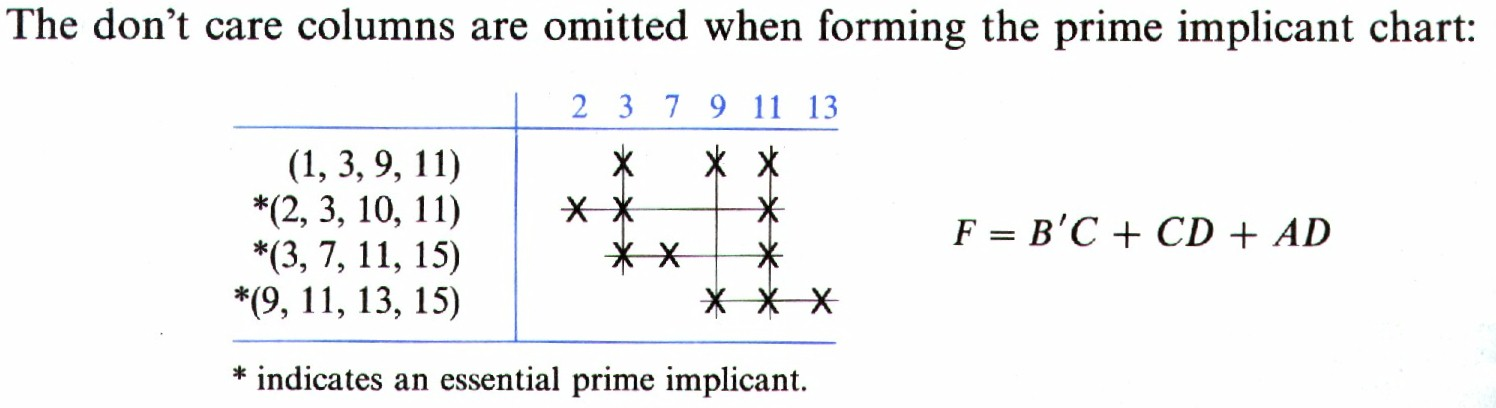 The don't care columns are omitted when forming the prime implicant chart:
2 3 7 9 11 13
(1, 3, 9, 11) X X X
*(2, 3, 10, 11) X X X
*(3, 7, 11, 15) X X X
*(9, 11, 13, 15) X X X
F = B'C + CD + AD
* indicates an essential prime implicant.